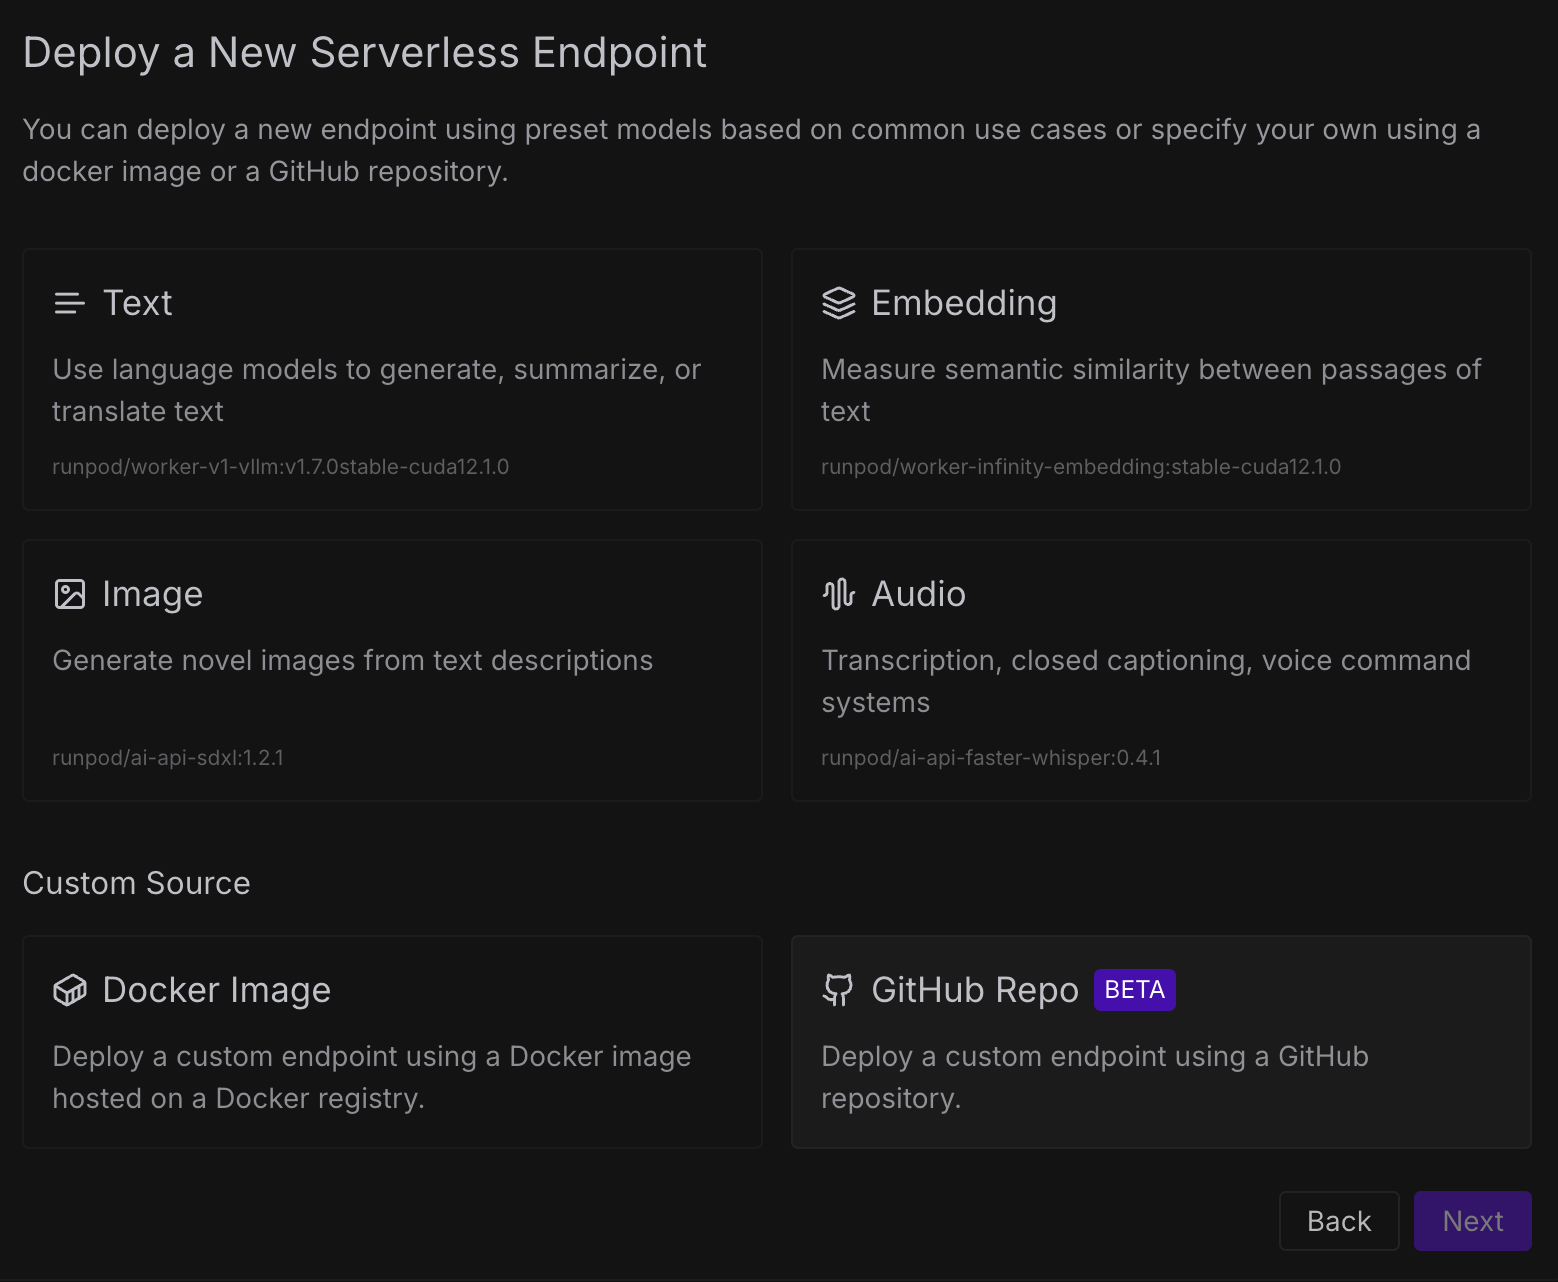 Deploy a New Serverless Endpoint
You can deploy a new endpoint using preset models based on common use cases or specify your own using a
docker image or a GitHub repository.
Text
Use language models to generate, summarize, or
translate text
runpod/worker-v1-vllm:v1.7.0stable-cuda12.1.0
Embedding
Measure semantic similarity between passages of
text
runpod/worker-infinity-embedding:stable-cuda12.1.0
Image
Generate novel images from text descriptions
runpod/ai-api-sdxl:1.2.1
Audio
Transcription, closed captioning, voice command
systems
runpod/ai-api-faster-whisper:0.4.1
Custom Source
Docker Image
Deploy a custom endpoint using a Docker image
hosted on a Docker registry.
GitHub Repo BETA
Deploy a custom endpoint using a GitHub
repository.
Back
Next